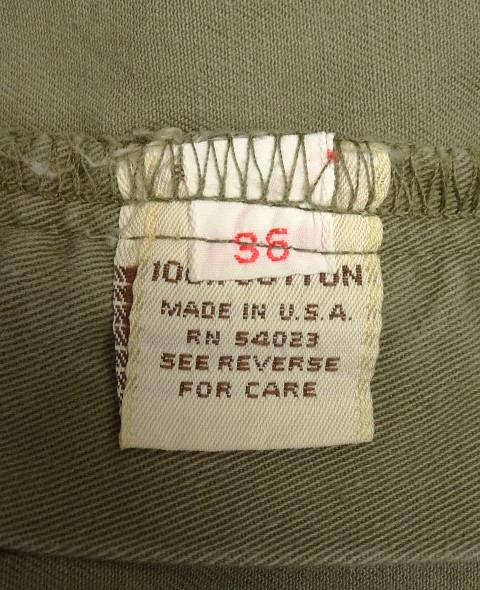 36
100% COTTON
MADE IN U.S.A.
RN 54023
SEE REVERSE
FOR CARE